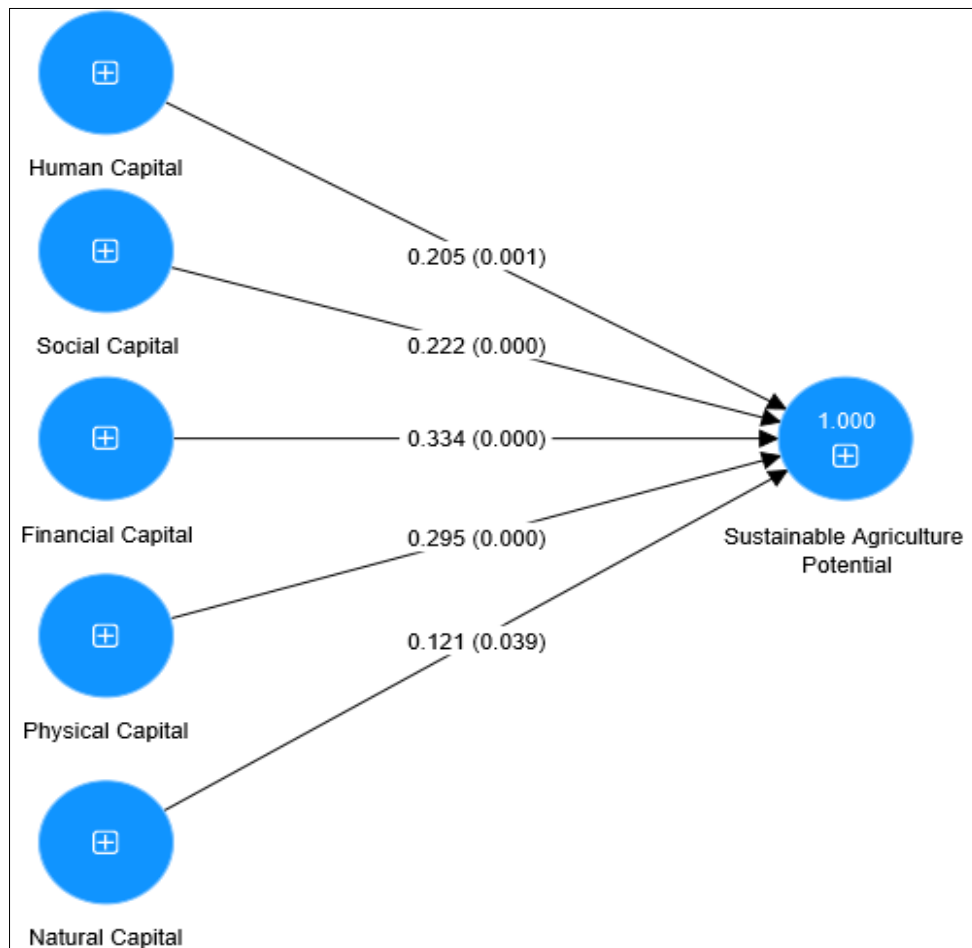 Human Capital
0.205 (0.001)
Social Capital
0.222 (0.000)
0.334 (0.000)
1.000
Financial Capital
Sustainable Agriculture
Potential
0.295 (0.000)
0.121 (0.039)
Physical Capital
Natural Capital